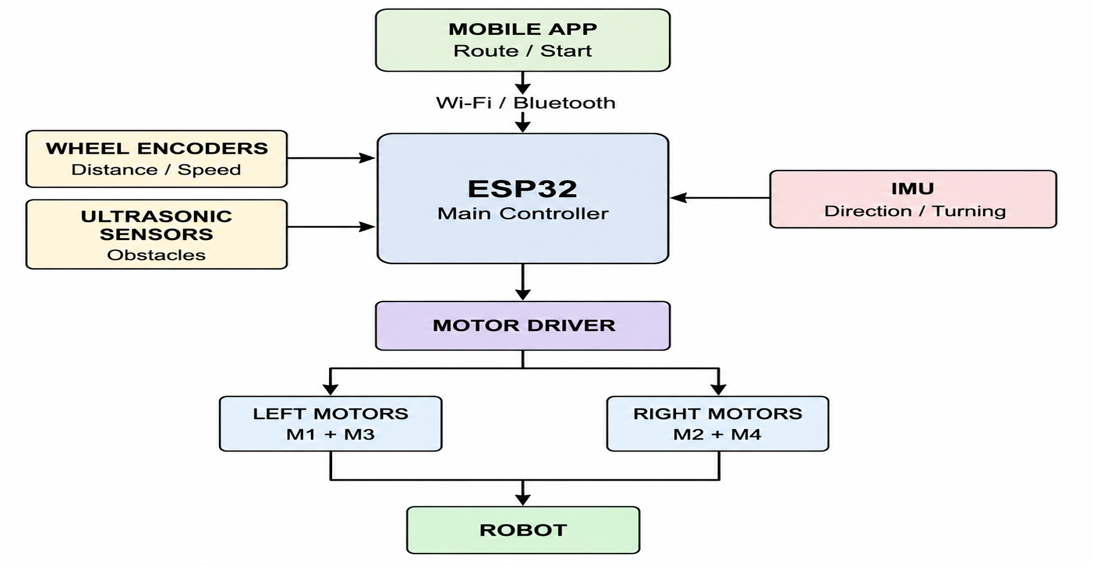 MOBILE APP
Route / Start
Wi-Fi / Bluetooth
WHEEL ENCODERS
Distance / Speed
ULTRASONIC
SENSORS
Obstacles
ESP32
Main Controller
IMU
Direction / Turning
MOTOR DRIVER
LEFT MOTORS
M1 + M3
RIGHT MOTORS
M2 + M4
ROBOT